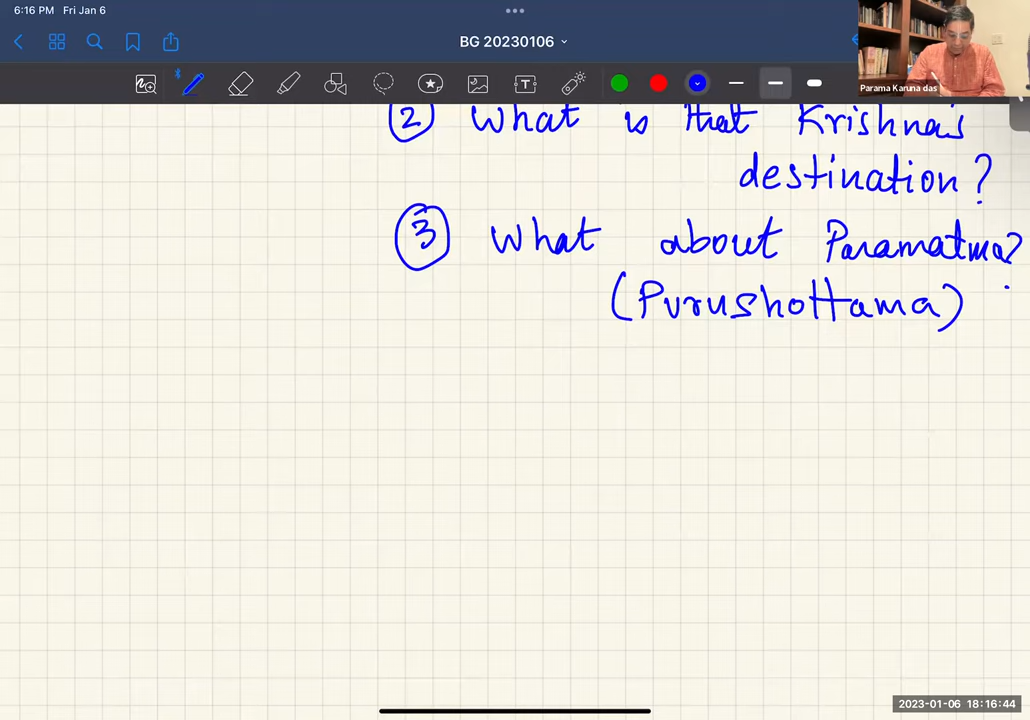 6:16 PM Fri Jan 6
BG 20230106
Parama Karuna das
② What is that Krishna's
destination?
③ What about Paramatma?
(Purushottama)
2023-01-06 18:16:44